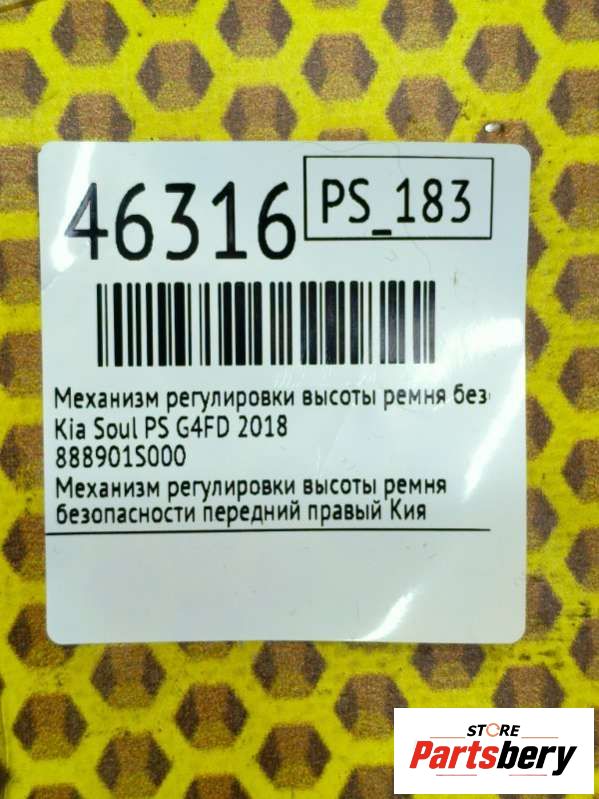 46316
PS_183
Механизм регулировки высоты ремня без
Kia Soul PS G4FD 2018
888901S000
Механизм регулировки высоты ремня
безопасности передний правый Кия
STORE
Partsbery